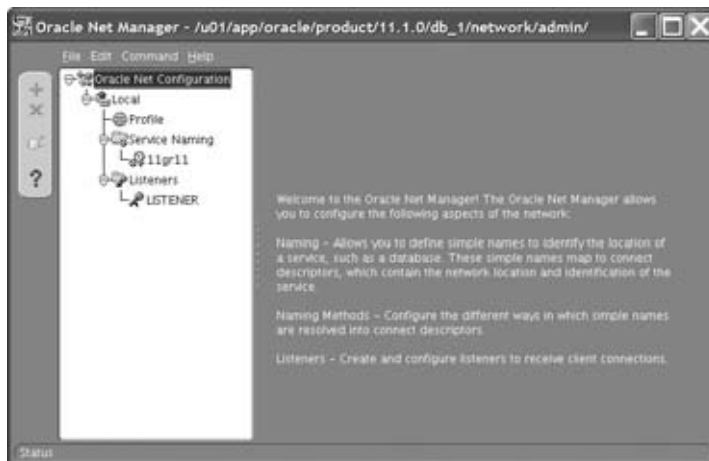 Oracle Net Manager - /u01/app/oracle/product/11.1.0/db_1/network/admin/
File Edit Command Help
Oracle Net Configuration
Local
Profile
Service Naming
11gr11
Listeners
LISTENER
?
Welcome to the Oracle Net Manager! The Oracle Net Manager allows
you to configure the following aspects of the network:
Naming - Allows you to define simple names to identify the location of
a service, such as a database. These simple names map to connect
descriptors, which contain the network location and identification of the
service.
Naming Methods - Configure the different ways in which simple names
are resolved into connect descriptors.
Listeners - Create and configure listeners to receive client connections.
Status